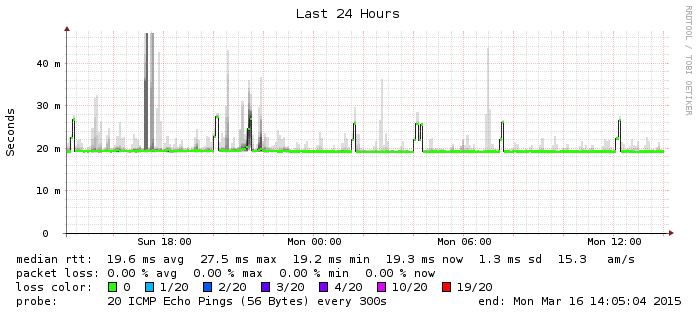 Last 24 Hours
RRDTOOL / TOBI OETIKER
Seconds
40 m
30 m
20 m
10 m
0
Sun 18:00 Mon 00:00 Mon 06:00 Mon 12:00
median rtt: 19.6 ms avg 27.5 ms max 19.2 ms min 19.3 ms now 1.3 ms sd 15.3 am/s
packet loss: 0.00 % avg 0.00 % max 0.00 % min 0.00 % now
loss color: 0 1/20 2/20 3/20 4/20 10/20 19/20
probe: 20 ICMP Echo Pings (56 Bytes) every 300s end: Mon Mar 16 14:05:04 2015